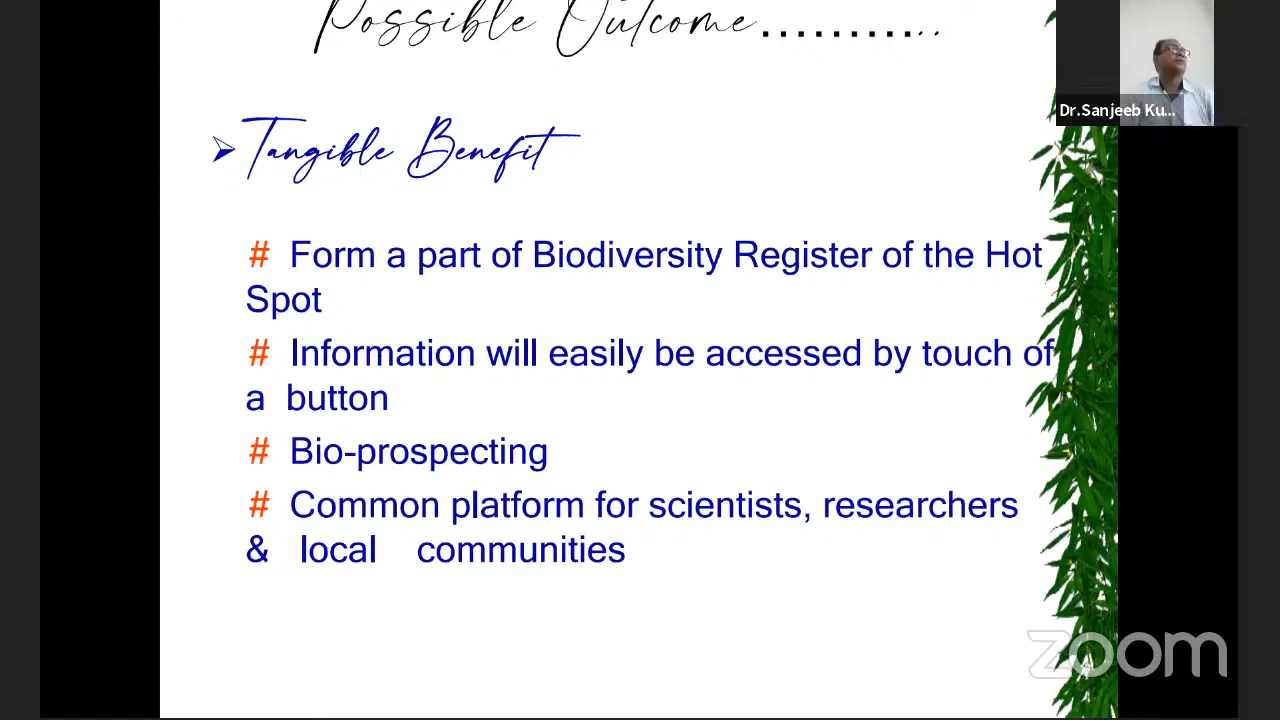 Possible Outcome...........
Dr.Sanjeeb Ku...
➢ Tangible Benefit
# Form a part of Biodiversity Register of the Hot
Spot
# Information will easily be accessed by touch of
a button
# Bio-prospecting
# Common platform for scientists, researchers
& local communities
zoom